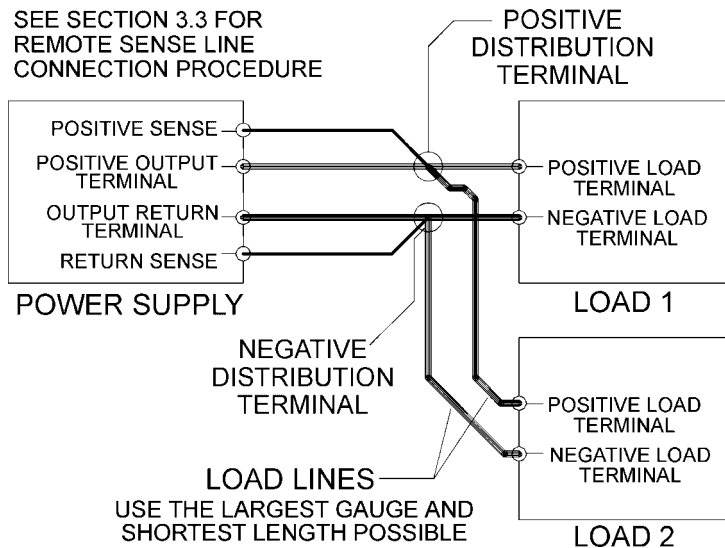 SEE SECTION 3.3 FOR
REMOTE SENSE LINE
CONNECTION PROCEDURE
POSITIVE
DISTRIBUTION
TERMINAL
POSITIVE SENSE
POSITIVE OUTPUT
TERMINAL
OUTPUT RETURN
TERMINAL
RETURN SENSE
POWER SUPPLY
POSITIVE LOAD
TERMINAL
NEGATIVE LOAD
TERMINAL
LOAD 1
NEGATIVE
DISTRIBUTION
TERMINAL
POSITIVE LOAD
TERMINAL
NEGATIVE LOAD
TERMINAL
LOAD 2
LOAD LINES
USE THE LARGEST GAUGE AND
SHORTEST LENGTH POSSIBLE